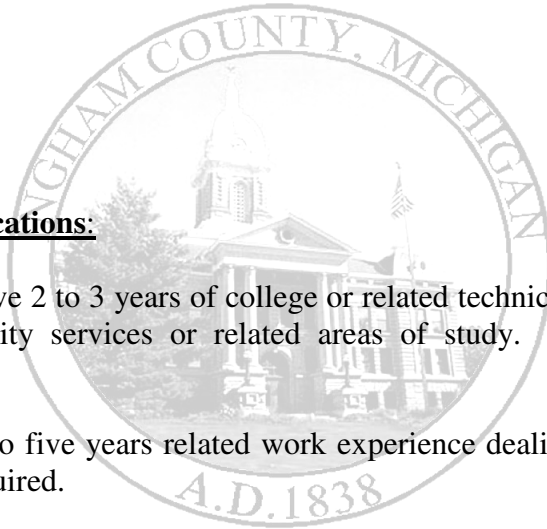 INGHAM COUNTY, MICHIGAN
cations:
ve 2 to 3 years of college or related technic
ity services or related areas of study.
o five years related work experience deali
uired.
A.D.1838